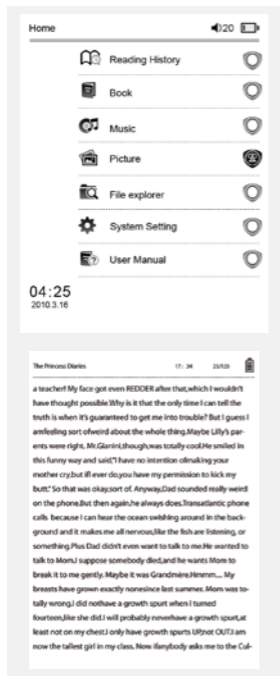 Home 20
Reading History
Book
Music
Picture
File explorer
System Setting
User Manual
04:25
2010.3.16
The Princess Diaries 17: 34 23/103
a teacher!! My face got even REDDER after that,which I wouldn't
have thought possible.Why is it that the only time I can tell the
truth is when it's guaranteed to get me into trouble? But I guess I
amfeeling sort ofweird about the whole thing.Maybe Lilly's par-
ents were right. Mr.Gianini,though,was totally cool.He smiled in
this funny way and said,"I have no intention ofmaking your
mother cry,but ifI ever do,you have my permission to kick my
butt." So that was okay,sort of. Anyway,Dad sounded really weird
on the phone.But then again,he always does.Transatlantic phone
calls because I can hear the ocean swishing around in the back-
ground and it makes me all nervous,like the fish are listening, or
something.Plus Dad didn't even want to talk to me.He wanted to
talk to Mom.I suppose somebody died,and he wants Mom to
break it to me gently. Maybe it was Grandmère.Hmmm.... My
breasts have grown exactly nonesince last summer. Mom was to-
tally wrong.I did nothave a growth spurt when I turned
fourteen,like she did.I will probably neverhave a growth spurt,at
least not on my chest.I only have growth spurts UP,not OUT.I am
now the tallest girl in my class. Now ifanybody asks me to the Cul-